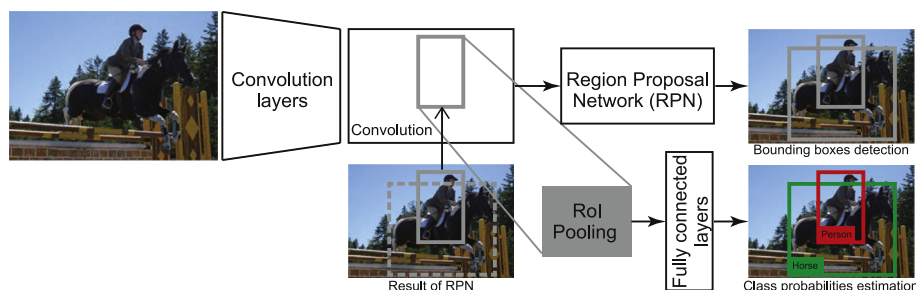 Convolution
layers
Convolution
Region Proposal
Network (RPN)
Bounding boxes detection
Result of RPN
RoI
Pooling
Fully connected
layers
Person
Horse
Class probabilities estimation